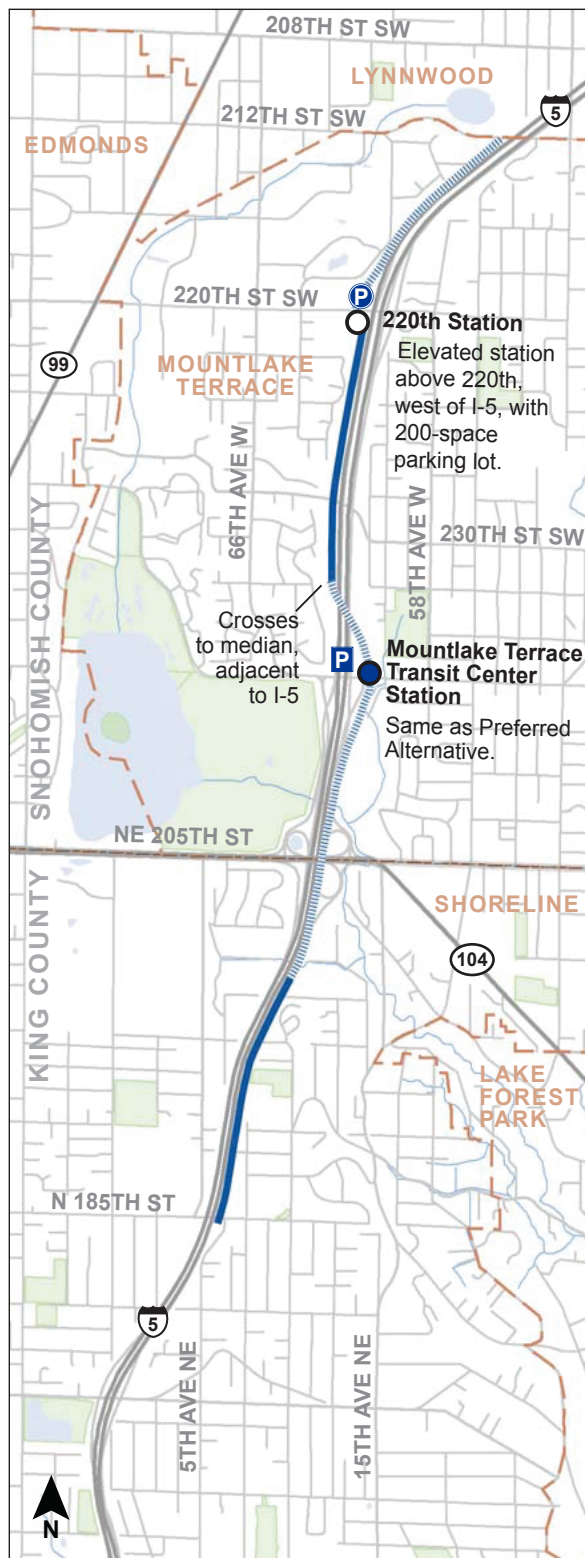 208TH ST SW
LYNNWOOD
5
212TH ST SW
EDMONDS
P
220TH ST SW
220th Station
Elevated station
above 220th,
west of I-5, with
200-space
parking lot.
99
MOUNTLAKE
TERRACE
66TH AVE W
58TH AVE W
230TH ST SW
SNOHOMISH COUNTY
Crosses
to median,
adjacent
to I-5
P
Mountlake Terrace
Transit Center
Station
Same as Preferred
Alternative.
NE 205TH ST
KING COUNTY
SHORELINE
104
LAKE
FOREST
PARK
N 185TH ST
5
5TH AVE NE
15TH AVE NE
N